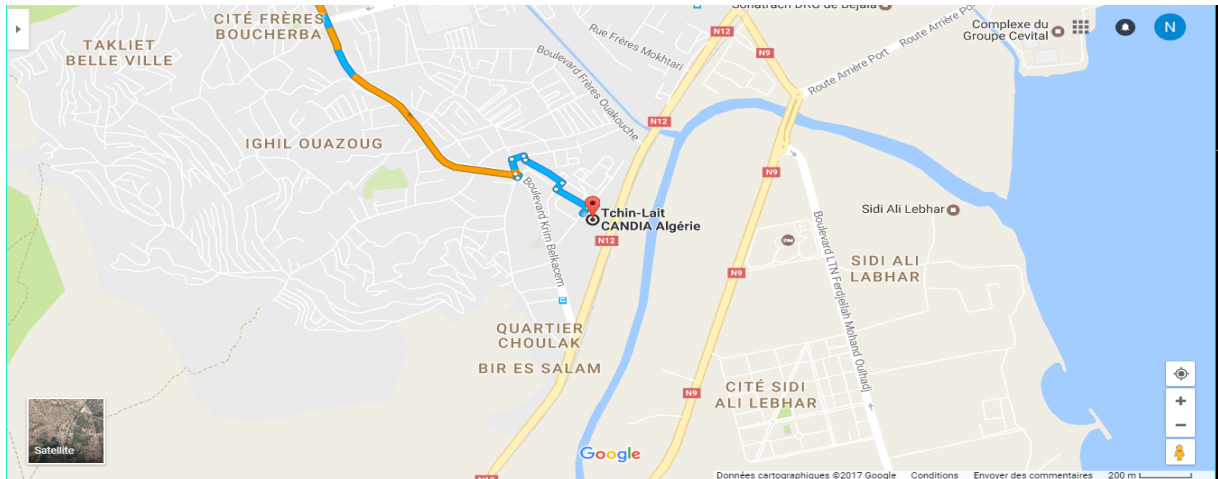 Sonatrach DRG de Bejaia
CITÉ FRÈRES
BOUCHERBA
Complexe du
Groupe Cevital
N
N12
TAKLIET
BELLE VILLE
Rue Frères Mokhtari
N9
Route Arrière Port
Route Arrière Port
Boulevard Frères Ouakouche
N12
IGHIL OUAZOUG
N9
Boulevard Krim Belkacem
Tchin-Lait
CANDIA Algérie
Sidi Ali Lebhar
N12
Boulevard LTN Ferdjellah Mohand Oulhadj
SIDI ALI
LABHAR
N9
QUARTIER
CHOULAK
BIR ES SALAM
CITÉ SIDI
ALI LEBHAR
N9
Satellite
Google
Données cartographiques ©2017 Google
Conditions
Envoyer des commentaires
200 m